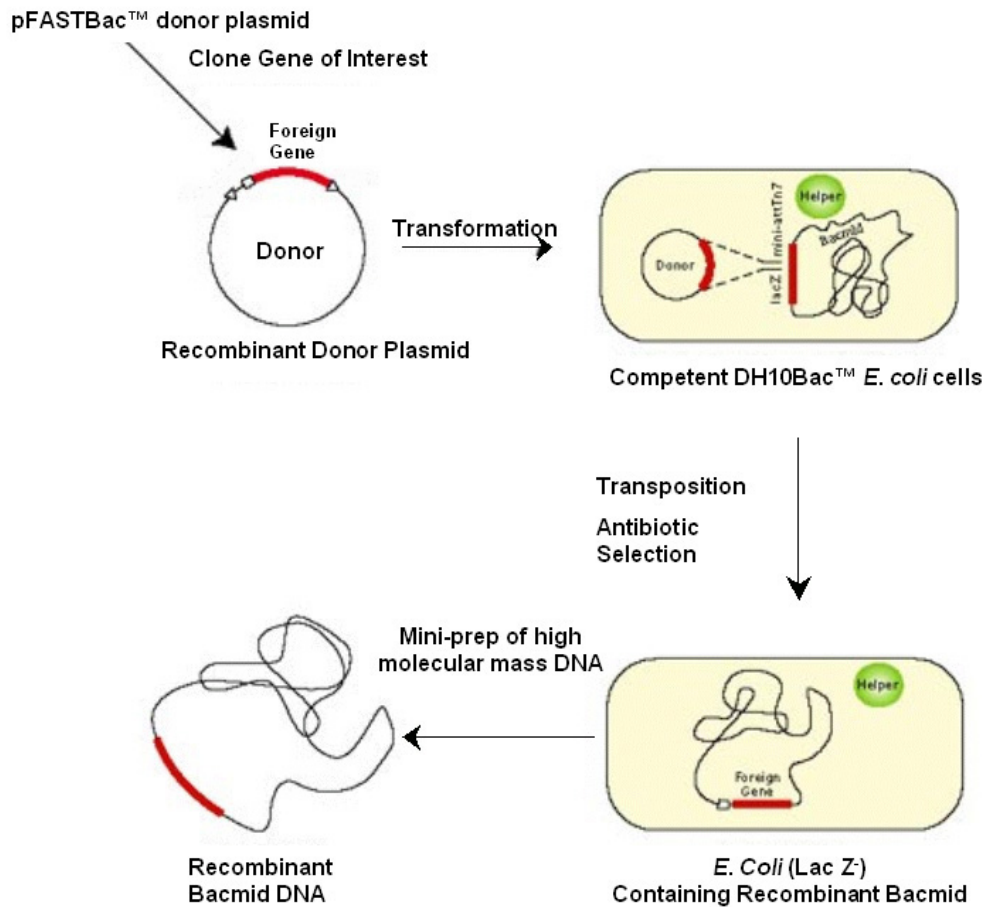 pFASTBac™ donor plasmid
Clone Gene of Interest
Foreign
Gene
Donor
Transformation
Recombinant Donor Plasmid
Helper
Donor
lacZ
mini-attTn7
Bacmid
Competent DH10Bac™ E. coli cells
Transposition
Antibiotic
Selection
Mini-prep of high
molecular mass DNA
Helper
Foreign
Gene
Recombinant
Bacmid DNA
E. Coli (Lac Z⁻)
Containing Recombinant Bacmid